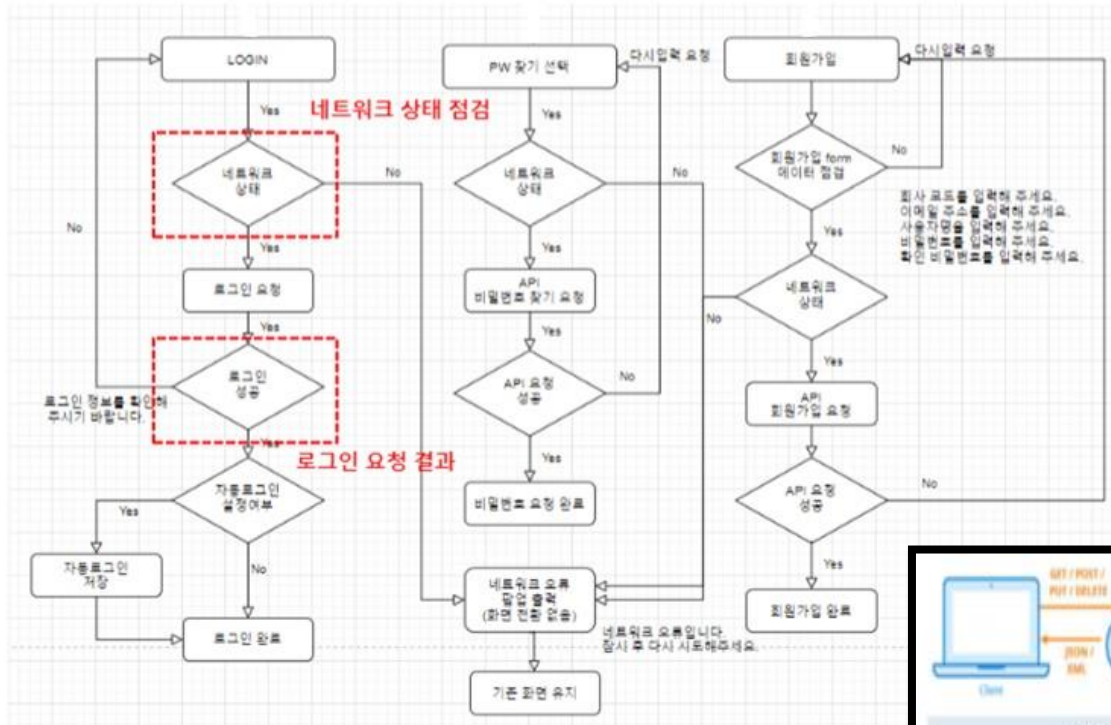 LOGIN
Yes
네트워크 상태 점검
네트워크
상태
No
No
Yes
로그인 요청
Yes
로그인
성공
로그인 정보를 확인해
주시기 바랍니다.
Yes
로그인 요청 결과
자동로그인
설정여부
Yes
자동로그인
저장
No
로그인 완료
PW 찾기 선택
다시입력 요청
Yes
네트워크
상태
No
Yes
API
비밀번호 찾기 요청
Yes
API 요청
성공
No
Yes
비밀번호 요청 완료
네트워크 오류
팝업 출력
(화면 전환 없음)
네트워크 오류입니다.
잠시 후 다시 시도해주세요.
기존 화면 유지
회원가입
다시입력 요청
Yes
회원가입 form
데이터 점검
No
회사 코드를 입력해 주세요.
이메일 주소를 입력해 주세요.
사용자명을 입력해 주세요.
비밀번호를 입력해 주세요.
확인 비밀번호를 입력해 주세요.
Yes
네트워크
상태
No
Yes
API
회원가입 요청
Yes
API 요청
성공
No
Yes
회원가입 완료
GET / POST /
PUT / DELETE
JSON /
XML
Client